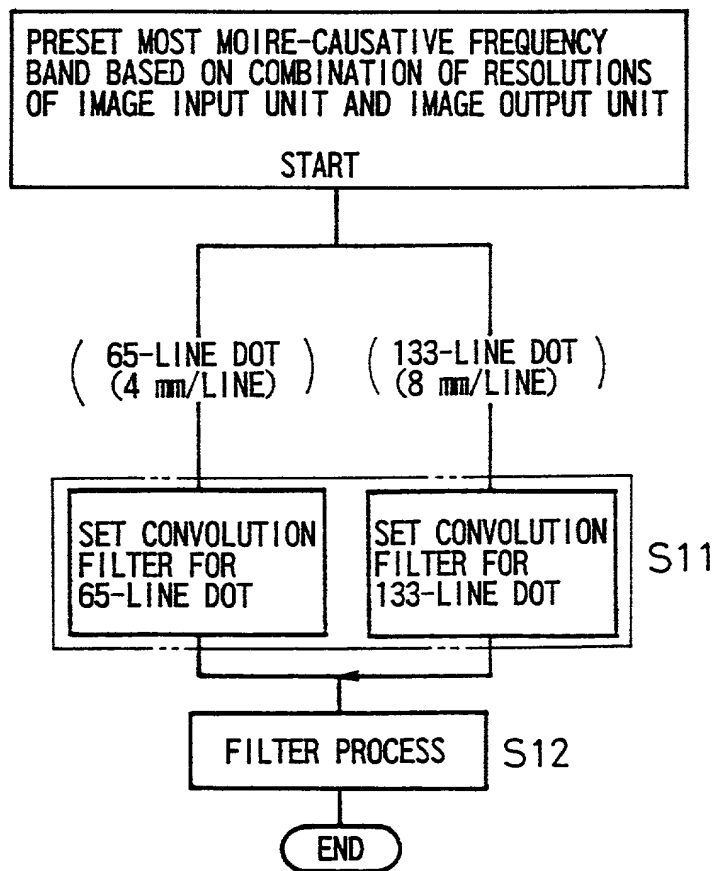 PRESET MOST MOIRE-CAUSATIVE FREQUENCY
BAND BASED ON COMBINATION OF RESOLUTIONS
OF IMAGE INPUT UNIT AND IMAGE OUTPUT UNIT
START
( 65-LINE DOT )
(4 mm/LINE)
( 133-LINE DOT )
(8 mm/LINE)
SET CONVOLUTION
FILTER FOR
65-LINE DOT
SET CONVOLUTION
FILTER FOR
133-LINE DOT
S11
FILTER PROCESS
S12
END